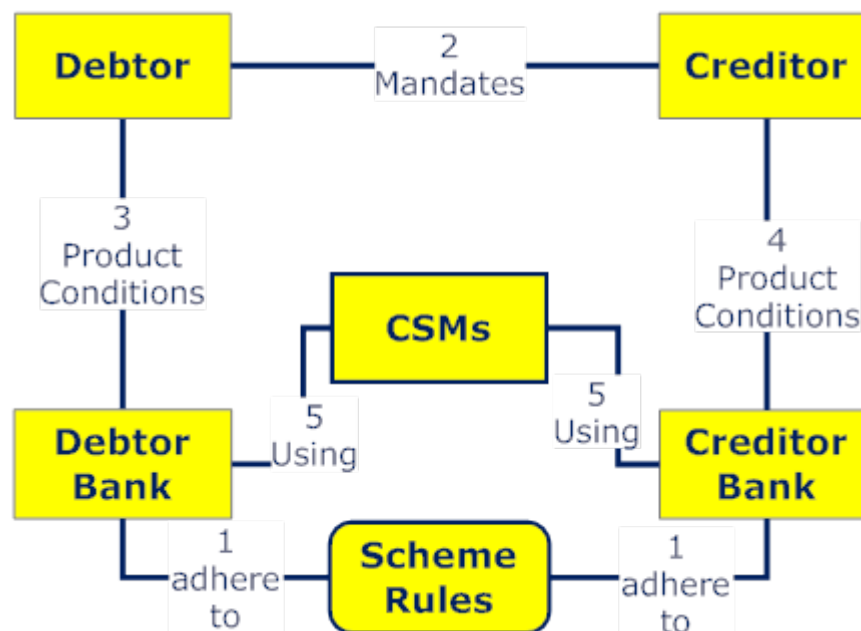 Debtor
2
Mandates
Creditor
3
Product
Conditions
4
Product
Conditions
CSMs
5
Using
5
Using
Debtor
Bank
Creditor
Bank
1
adhere
to
Scheme
Rules
1
adhere
to